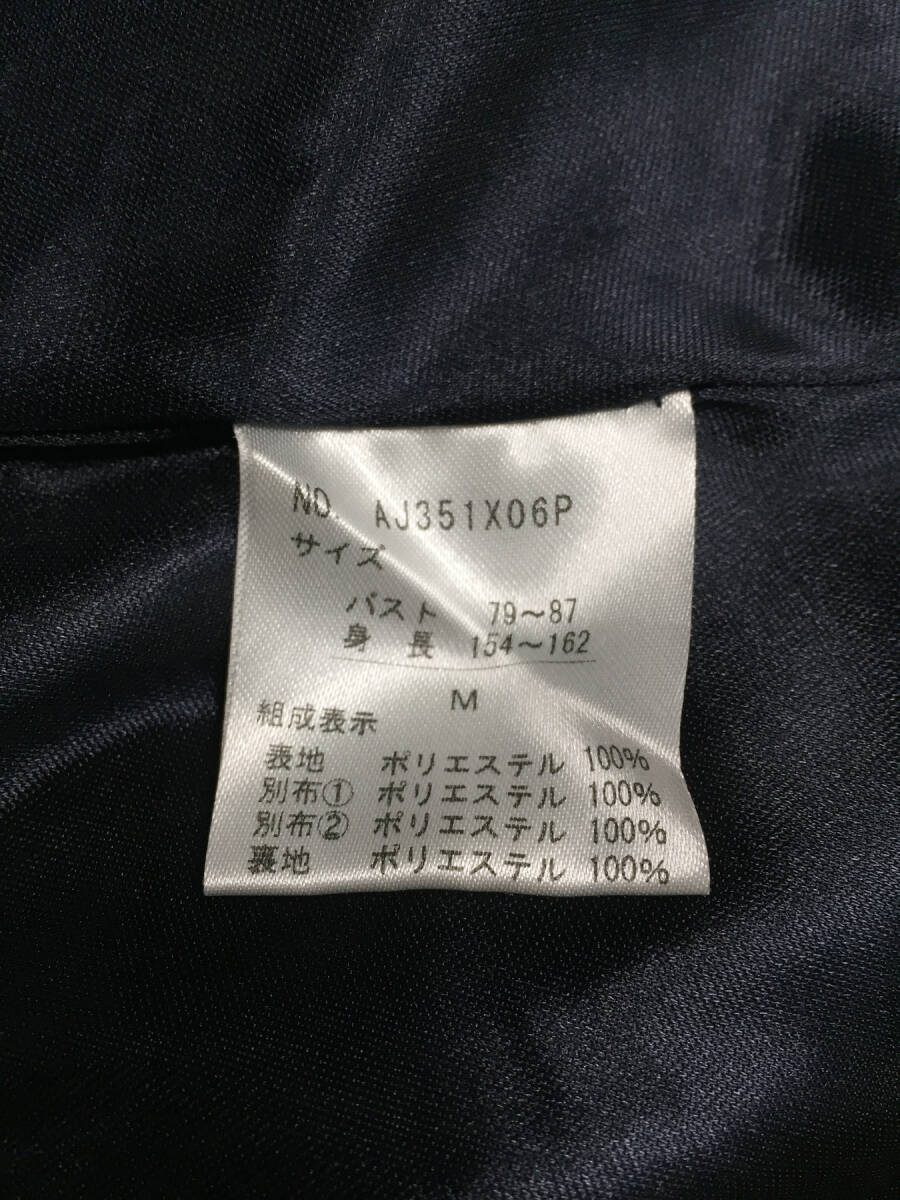 NO. AJ351X06P
サイズ
バスト 79～87
身長 154～162
M
組成表示
表地 ポリエステル 100%
別布① ポリエステル 100%
別布② ポリエステル 100%
裏地 ポリエステル 100%